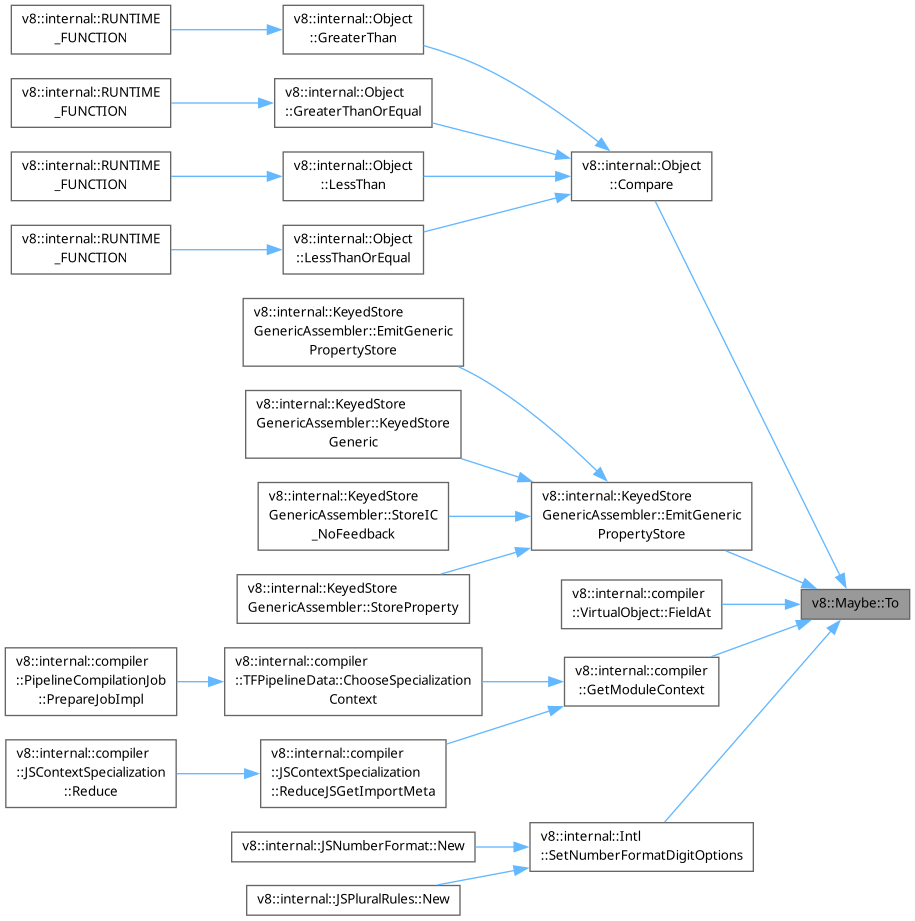 v8::internal::RUNTIME
_FUNCTION
v8::internal::Object
::GreaterThan
v8::internal::RUNTIME
_FUNCTION
v8::internal::Object
::GreaterThanOrEqual
v8::internal::RUNTIME
_FUNCTION
v8::internal::Object
::LessThan
v8::internal::Object
::Compare
v8::internal::RUNTIME
_FUNCTION
v8::internal::Object
::LessThanOrEqual
v8::internal::KeyedStore
GenericAssembler::EmitGeneric
PropertyStore
v8::internal::KeyedStore
GenericAssembler::KeyedStore
Generic
v8::internal::KeyedStore
GenericAssembler::StoreIC
_NoFeedback
v8::internal::KeyedStore
GenericAssembler::EmitGeneric
PropertyStore
v8::internal::KeyedStore
GenericAssembler::StoreProperty
v8::internal::compiler
::VirtualObject::FieldAt
v8::Maybe::To
v8::internal::compiler
::PipelineCompilationJob
::PrepareJobImpl
v8::internal::compiler
::TFPipelineData::ChooseSpecialization
Context
v8::internal::compiler
::GetModuleContext
v8::internal::compiler
::JSContextSpecialization
::Reduce
v8::internal::compiler
::JSContextSpecialization
::ReduceJSGetImportMeta
v8::internal::JSNumberFormat::New
v8::internal::Intl
::SetNumberFormatDigitOptions
v8::internal::JSPluralRules::New